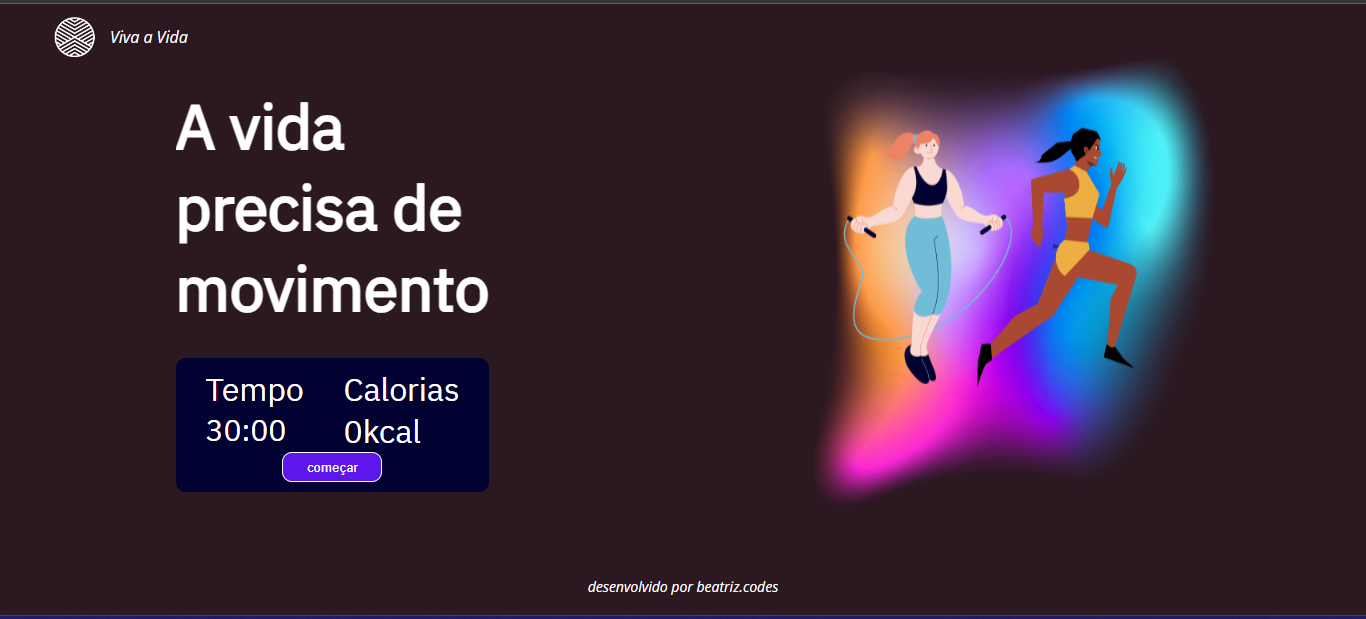 Viva a Vida
A vida
precisa de
movimento
Tempo
Calorias
30:00
0kcal
começar
desenvolvido por beatriz.codes